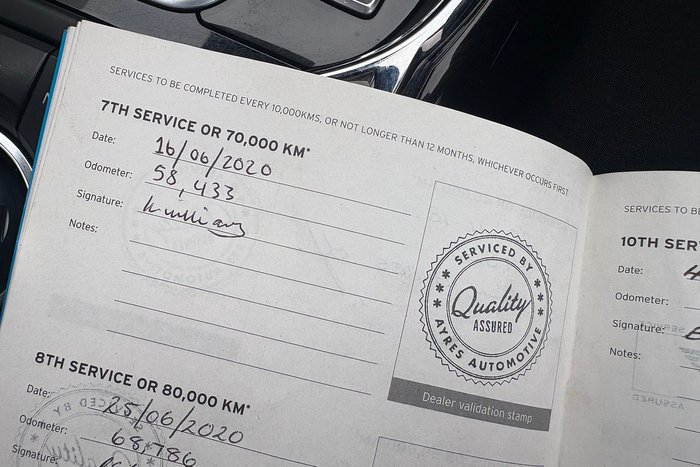 SERVICES TO BE COMPLETED EVERY 10,000KMS, OR NOT LONGER THAN 12 MONTHS, WHICHEVER OCCURS FIRST
7TH SERVICE OR 70,000 KM*
Date: 16/06/2020
Odometer: 58,433
Signature:
Notes:
SERVICED BY
Quality
ASSURED
AYRES AUTOMOTIVE
Dealer validation stamp
8TH SERVICE OR 80,000 KM*
Date: 25/06/2020
Odometer: 68,786
Signature:
Quality
SERVICES TO BE
10TH SER
Date:
Odometer:
Signature:
Notes:
ASSURED